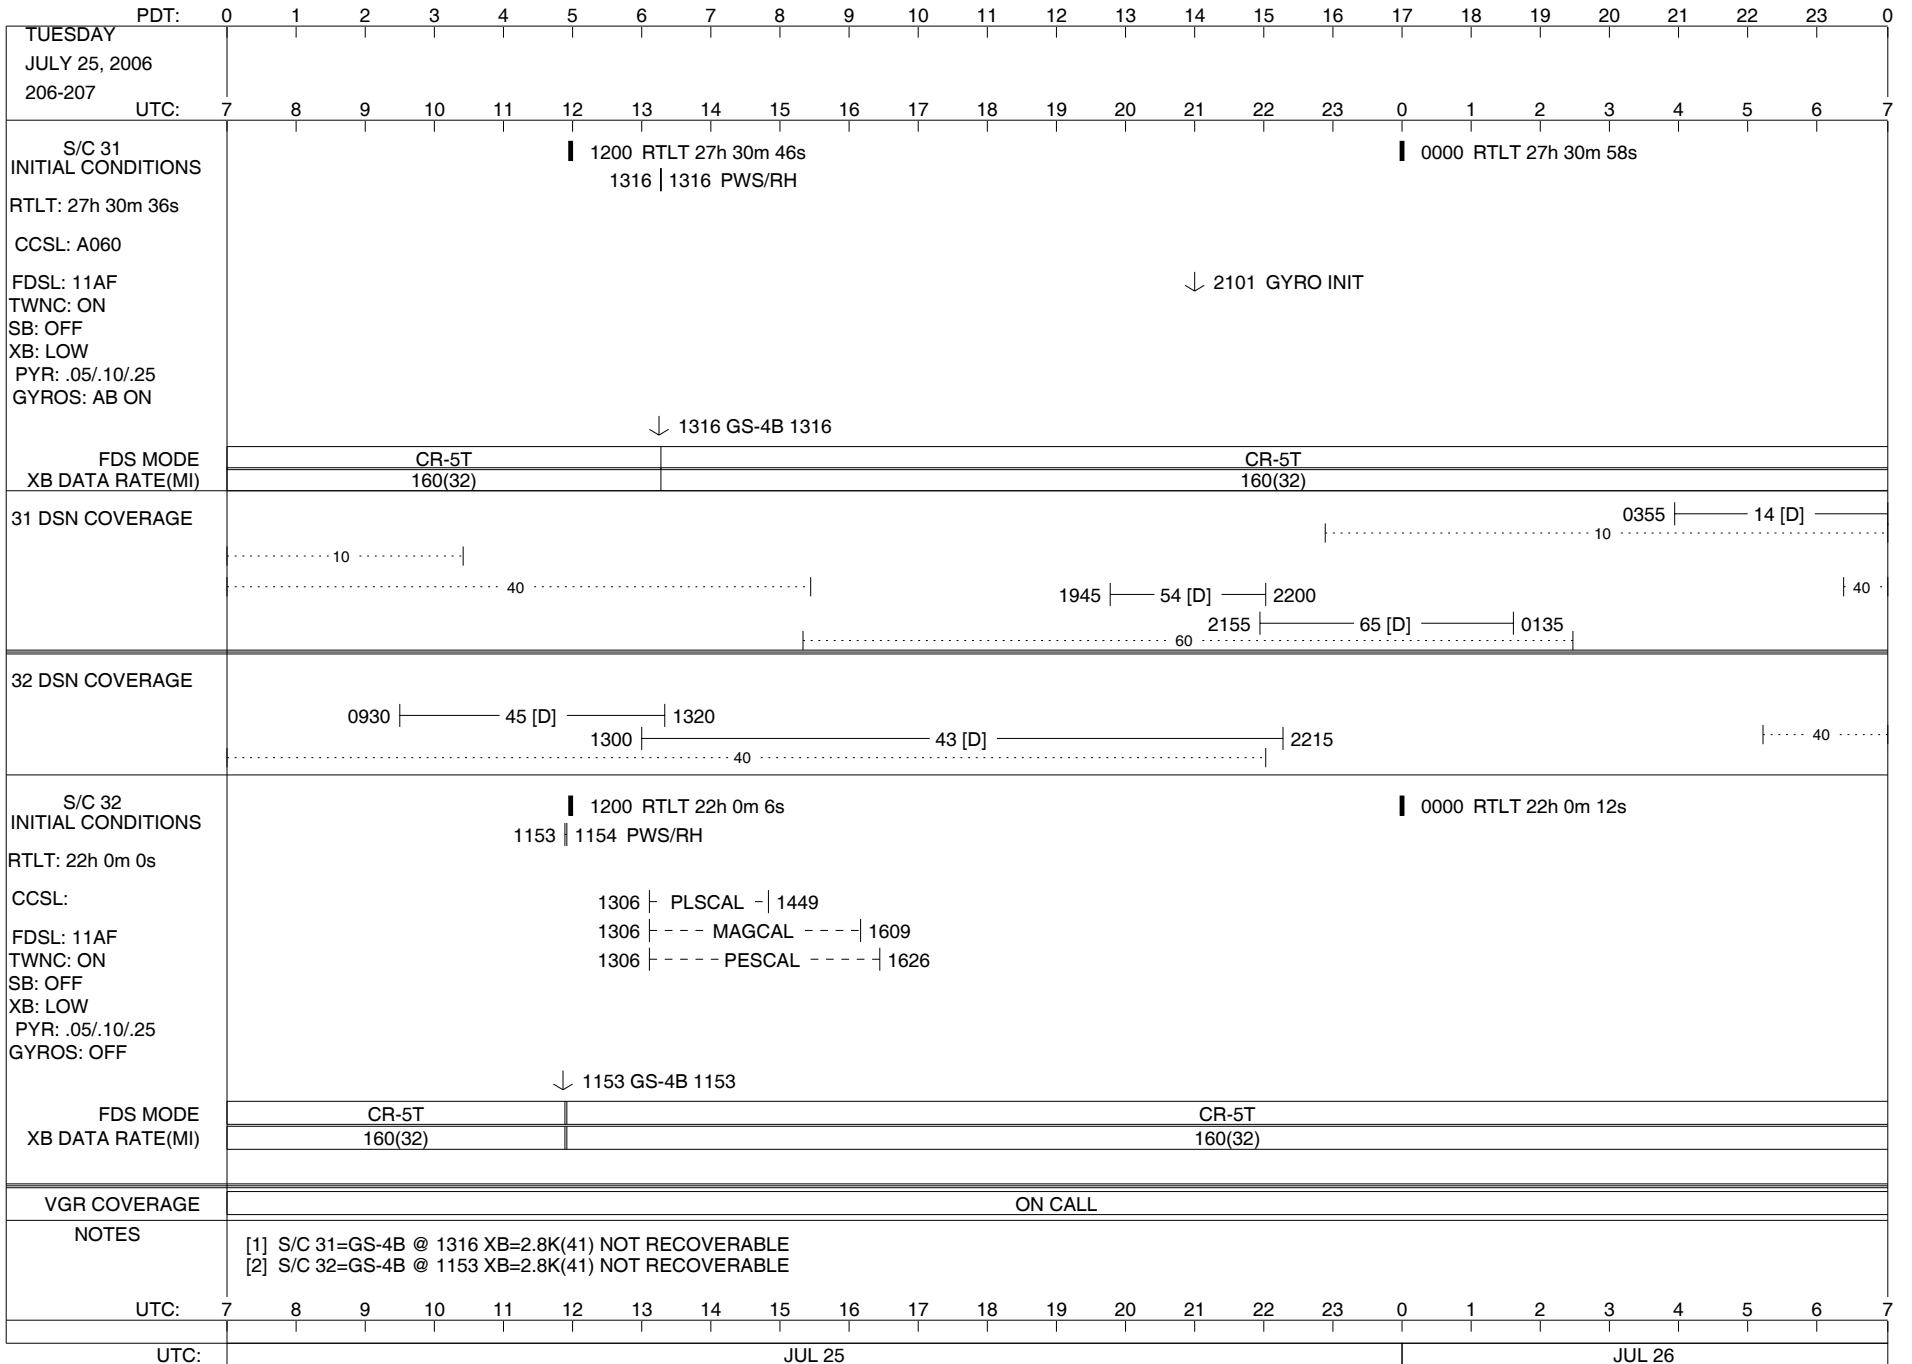 PDT: 0 1 2 3 4 5 6 7 8 9 10 11 12 13 14 15 16 17 18 19 20 21 22 23 0
TUESDAY
JULY 25, 2006
206-207
UTC: 7 8 9 10 11 12 13 14 15 16 17 18 19 20 21 22 23 0 1 2 3 4 5 6 7
S/C 31
INITIAL CONDITIONS
1200 RTLT 27h 30m 46s
0000 RTLT 27h 30m 58s
1316 1316 PWS/RH
RTLT: 27h 30m 36s
CCSL: A060
FDSL: 11AF
2101 GYRO INIT
TWNC: ON
SB: OFF
XB: LOW
PYR: .05/.10/.25
GYROS: AB ON
1316 GS-4B 1316
FDS MODE CR-5T CR-5T
XB DATA RATE(MI) 160(32) 160(32)
31 DSN COVERAGE
0355 14 [D]
10
10
40
40
1945 54 [D] 2200
2155 65 [D] 0135
60
32 DSN COVERAGE
0930 45 [D] 1320
1300 43 [D] 2215
40
40
S/C 32
INITIAL CONDITIONS
1200 RTLT 22h 0m 6s
0000 RTLT 22h 0m 12s
1153 1154 PWS/RH
RTLT: 22h 0m 0s
CCSL:
1306 PLSCAL 1449
1306 MAGCAL 1609
1306 PESCAL 1626
FDSL: 11AF
TWNC: ON
SB: OFF
XB: LOW
PYR: .05/.10/.25
GYROS: OFF
1153 GS-4B 1153
FDS MODE CR-5T CR-5T
XB DATA RATE(MI) 160(32) 160(32)
VGR COVERAGE ON CALL
NOTES
[1] S/C 31=GS-4B @ 1316 XB=2.8K(41) NOT RECOVERABLE
[2] S/C 32=GS-4B @ 1153 XB=2.8K(41) NOT RECOVERABLE
UTC: 7 8 9 10 11 12 13 14 15 16 17 18 19 20 21 22 23 0 1 2 3 4 5 6 7
UTC: JUL 25 JUL 26